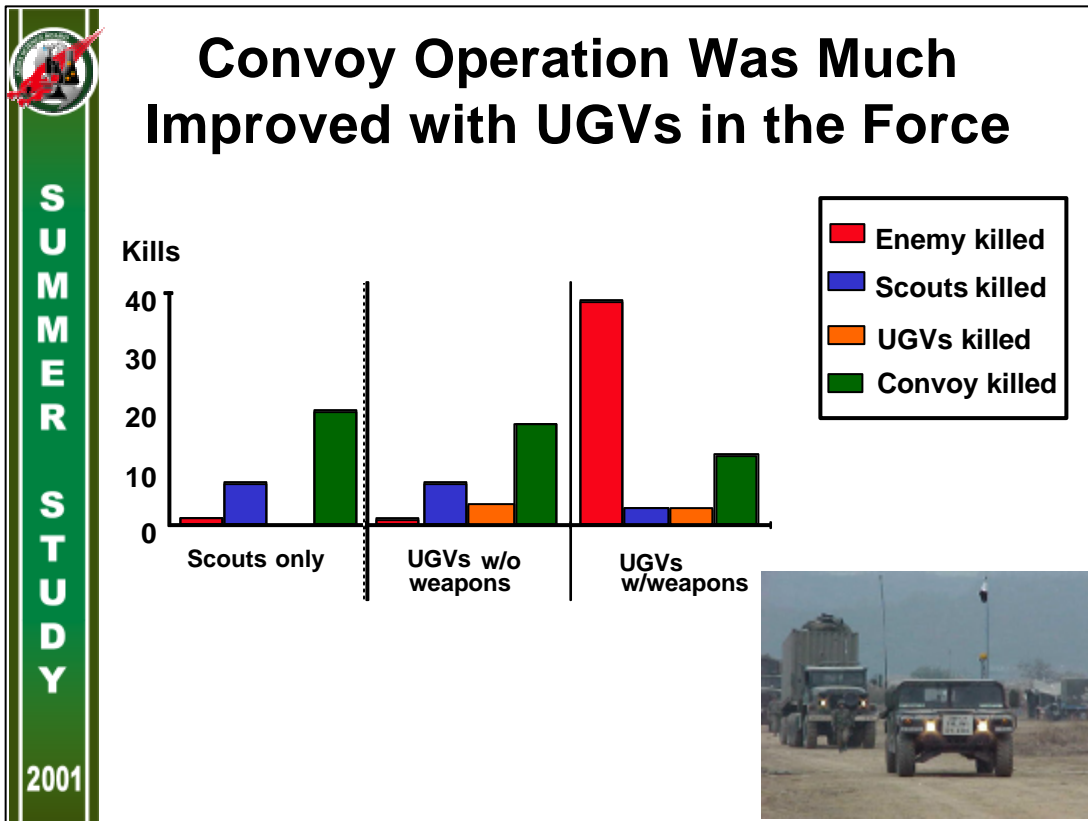 Convoy Operation Was Much
Improved with UGVs in the Force
SUMMER STUDY
2001
Kills
40
30
20
10
0
Scouts only
UGVs w/o
weapons
UGVs
w/weapons
Enemy killed
Scouts killed
UGVs killed
Convoy killed